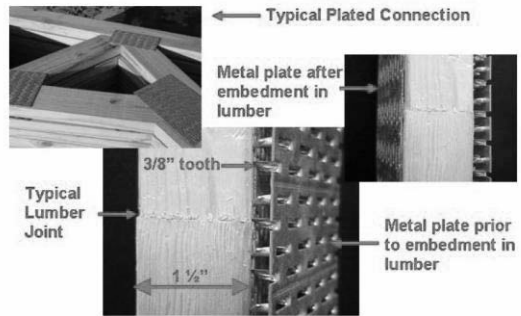 Typical Plated Connection
Metal plate after
embedment in
lumber
3/8” tooth
Typical
Lumber
Joint
Metal plate prior
to embedment in
lumber
1 ½”